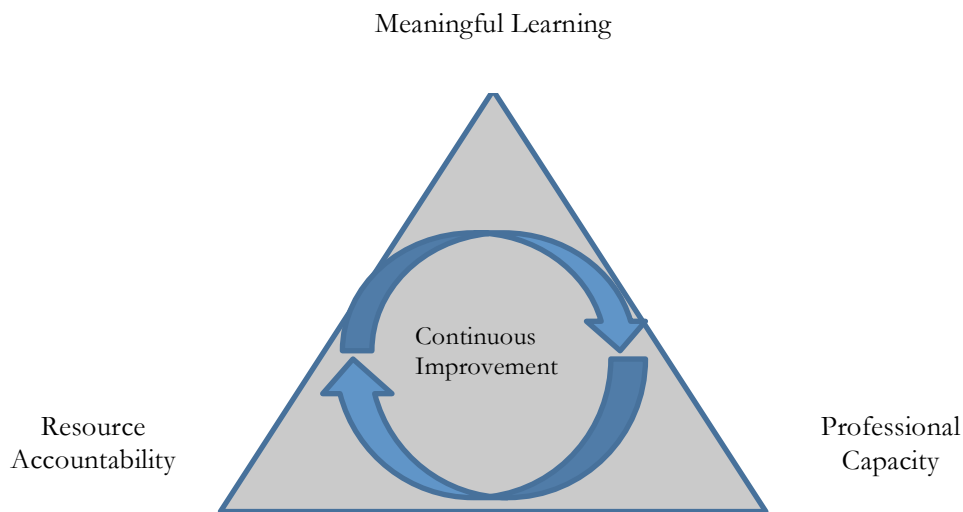 Meaningful Learning
Continuous
Improvement
Resource
Accountability
Professional
Capacity